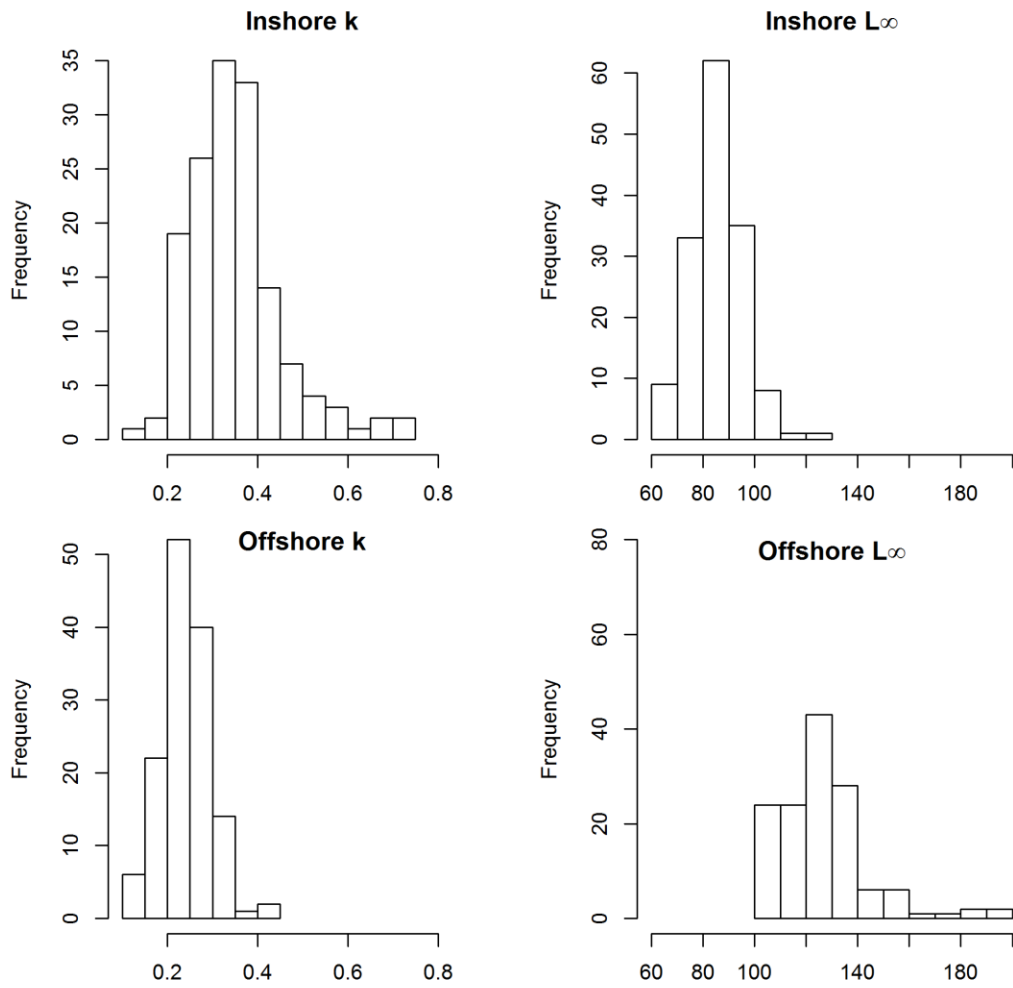 Inshore k
Frequency
0 5 10 15 20 25 30 35
0.2 0.4 0.6 0.8
Inshore L∞
Frequency
0 10 20 30 40 50 60
60 80 100 140 180
Offshore k
Frequency
0 10 20 30 40 50
0.2 0.4 0.6 0.8
Offshore L∞
Frequency
0 20 40 60 80
60 80 100 140 180